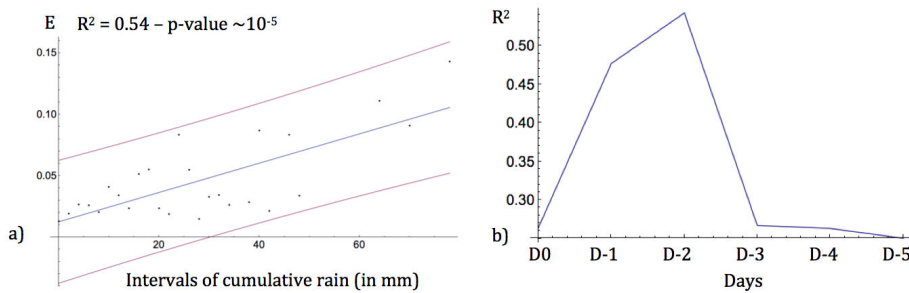 E R² = 0.54 – p-value ~10⁻⁵
0.15
0.10
0.05
20 40 60
a)
Intervals of cumulative rain (in mm)
R²
0.50
0.45
0.40
0.35
0.30
b)
D0 D-1 D-2 D-3 D-4 D-5
Days